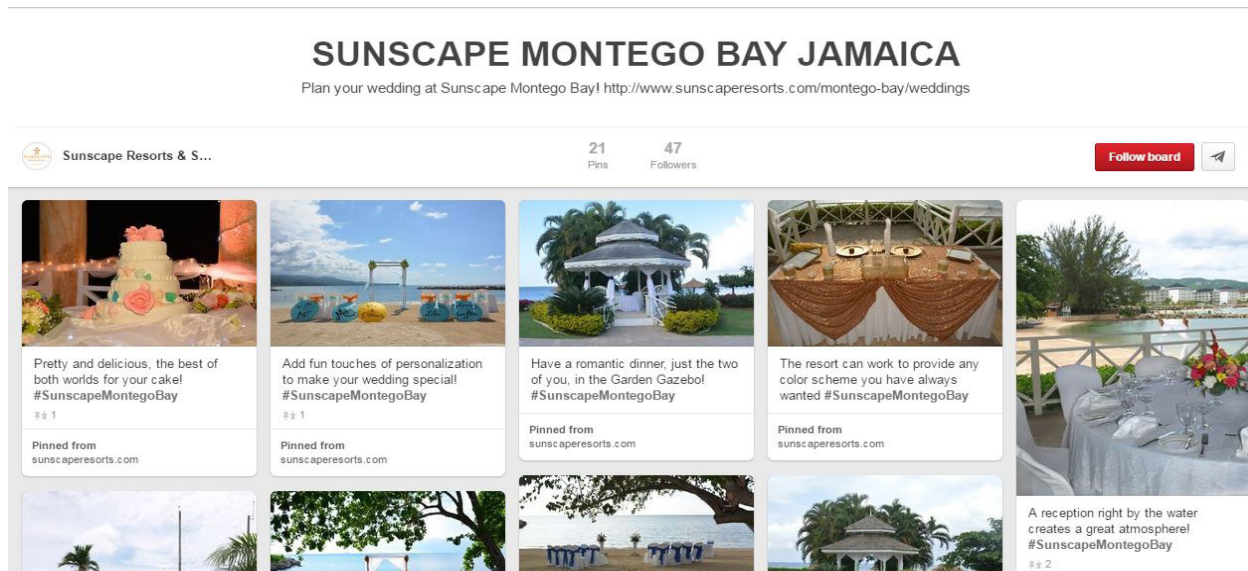 SUNSCAPE MONTEGO BAY JAMAICA
Plan your wedding at Sunscape Montego Bay! http://www.sunscaperesorts.com/montego-bay/weddings
Sunscape Resorts & S...
21
Pins
47
Followers
Follow board
Pretty and delicious, the best of
both worlds for your cake!
#SunscapeMontegoBay
1
Pinned from
sunscaperesorts.com
Add fun touches of personalization
to make your wedding special!
#SunscapeMontegoBay
1
Pinned from
sunscaperesorts.com
Have a romantic dinner, just the two
of you, in the Garden Gazebo!
#SunscapeMontegoBay
Pinned from
sunscaperesorts.com
The resort can work to provide any
color scheme you have always
wanted #SunscapeMontegoBay
Pinned from
sunscaperesorts.com
A reception right by the water
creates a great atmosphere!
#SunscapeMontegoBay
2